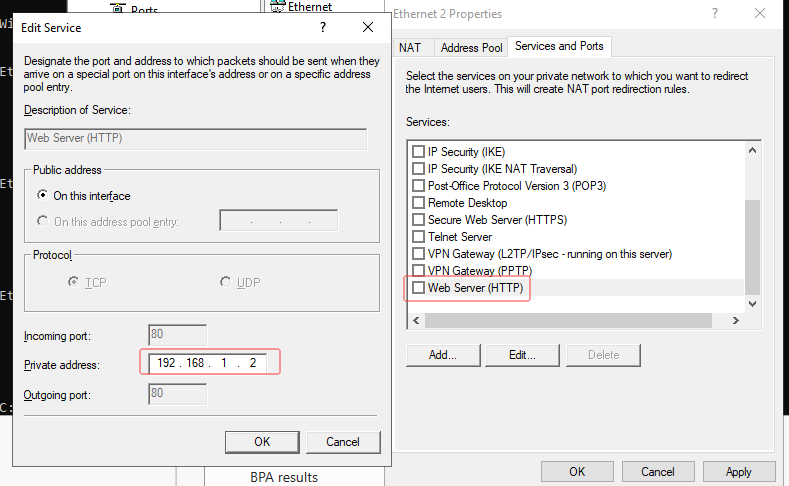 Wi
Ports
Ethernet
Et
Et
Et
C:
Edit Service
?
Designate the port and address to which packets should be sent when they
arrive on a special port on this interface's address or on a specific address
pool entry.
Description of Service:
Web Server (HTTP)
Public address
On this interface
On this address pool entry:
. . .
Protocol
TCP
UDP
Incoming port:
80
Private address:
192 . 168 . 1 . 2
Outgoing port:
80
OK
Cancel
BPA results
Ethernet 2 Properties
?
NAT
Address Pool
Services and Ports
Select the services on your private network to which you want to redirect
the Internet users. This will create NAT port redirection rules.
Services:
IP Security (IKE)
IP Security (IKE NAT Traversal)
Post-Office Protocol Version 3 (POP3)
Remote Desktop
Secure Web Server (HTTPS)
Telnet Server
VPN Gateway (L2TP/IPsec - running on this server)
VPN Gateway (PPTP)
Web Server (HTTP)
Add...
Edit...
Delete
OK
Cancel
Apply